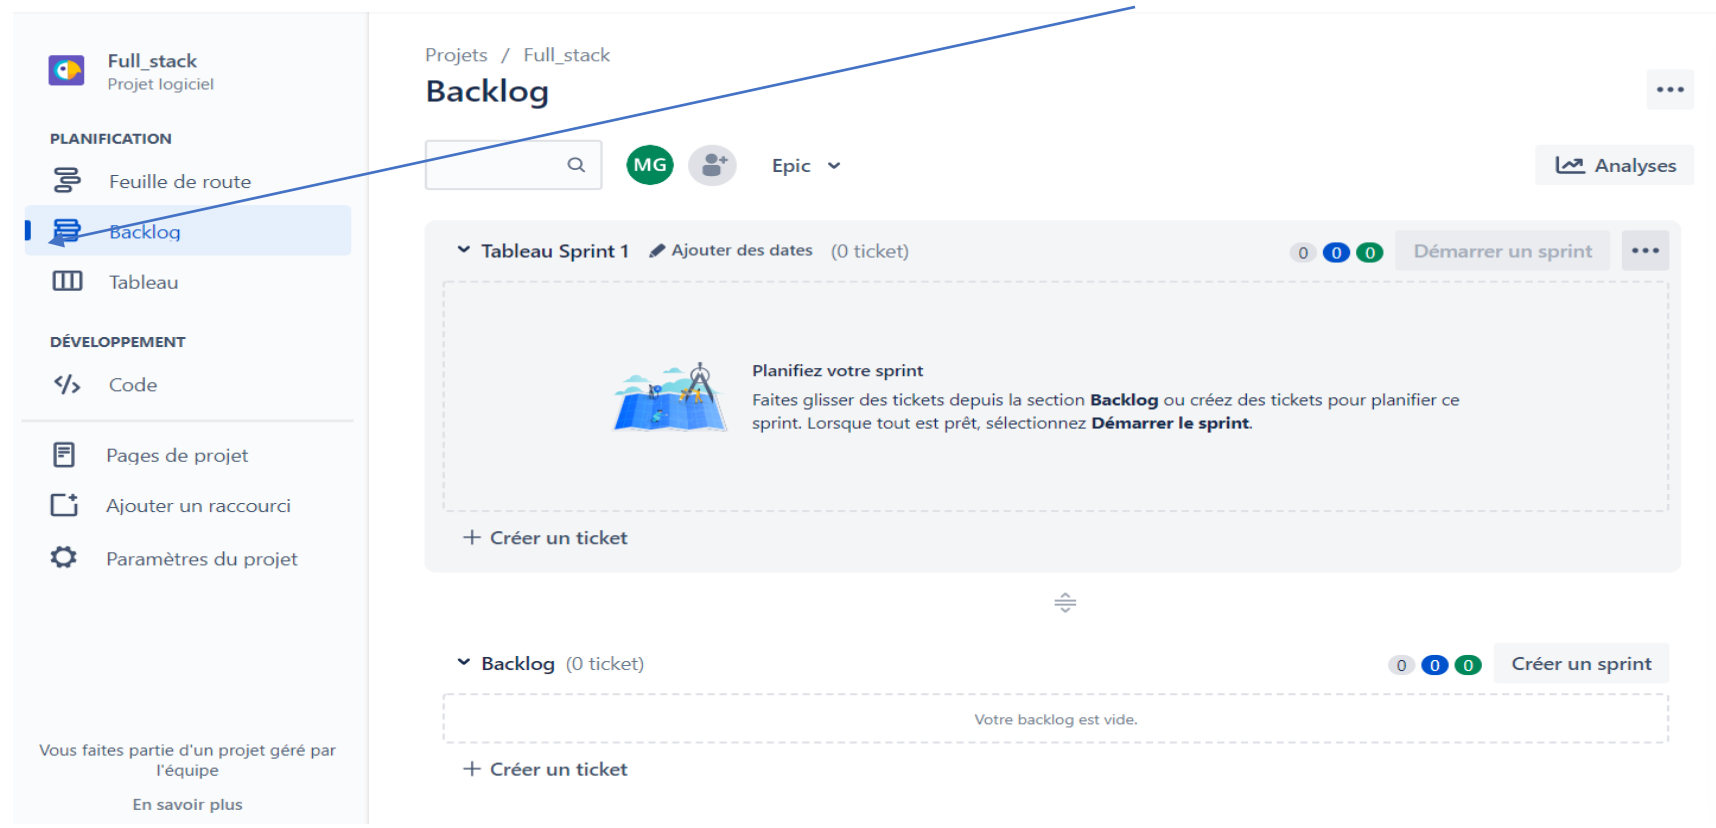 Full_stack
Projet logiciel
PLANIFICATION
Feuille de route
Backlog
Tableau
DÉVELOPPEMENT
Code
Pages de projet
Ajouter un raccourci
Paramètres du projet
Vous faites partie d'un projet géré par
l'équipe
En savoir plus
Projets / Full_stack
Backlog
MG
Epic
Analyses
Tableau Sprint 1 Ajouter des dates (0 ticket) 0 0 0 Démarrer un sprint
Planifiez votre sprint
Faites glisser des tickets depuis la section Backlog ou créez des tickets pour planifier ce
sprint. Lorsque tout est prêt, sélectionnez Démarrer le sprint.
+ Créer un ticket
Backlog (0 ticket) 0 0 0 Créer un sprint
Votre backlog est vide.
+ Créer un ticket